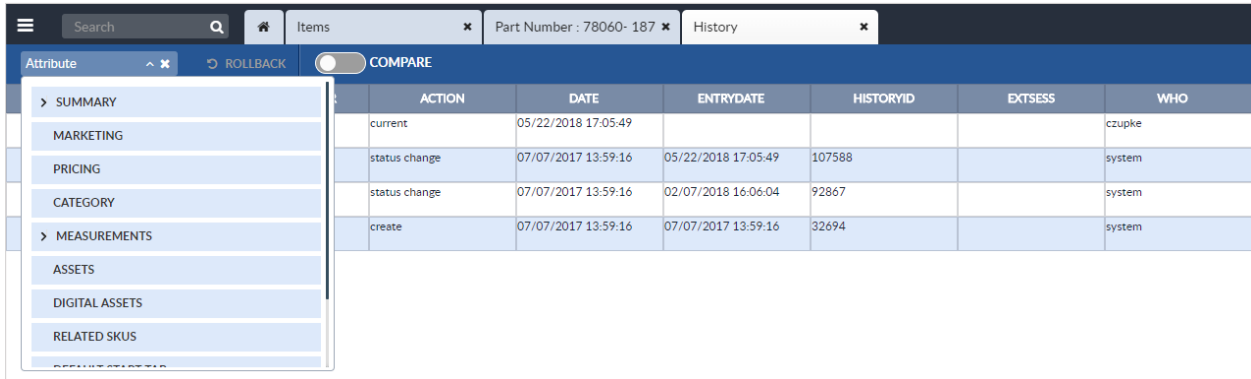 Search
Items
Part Number : 78060- 187
History
Attribute
ROLLBACK
COMPARE
ACTION DATE ENTRYDATE HISTORYID EXTSESS WHO
current 05/22/2018 17:05:49 czupke
status change 07/07/2017 13:59:16 05/22/2018 17:05:49 107588 system
status change 07/07/2017 13:59:16 02/07/2018 16:06:04 92867 system
create 07/07/2017 13:59:16 07/07/2017 13:59:16 32694 system
SUMMARY
MARKETING
PRICING
CATEGORY
MEASUREMENTS
ASSETS
DIGITAL ASSETS
RELATED SKUS
DEFAULT START TAB